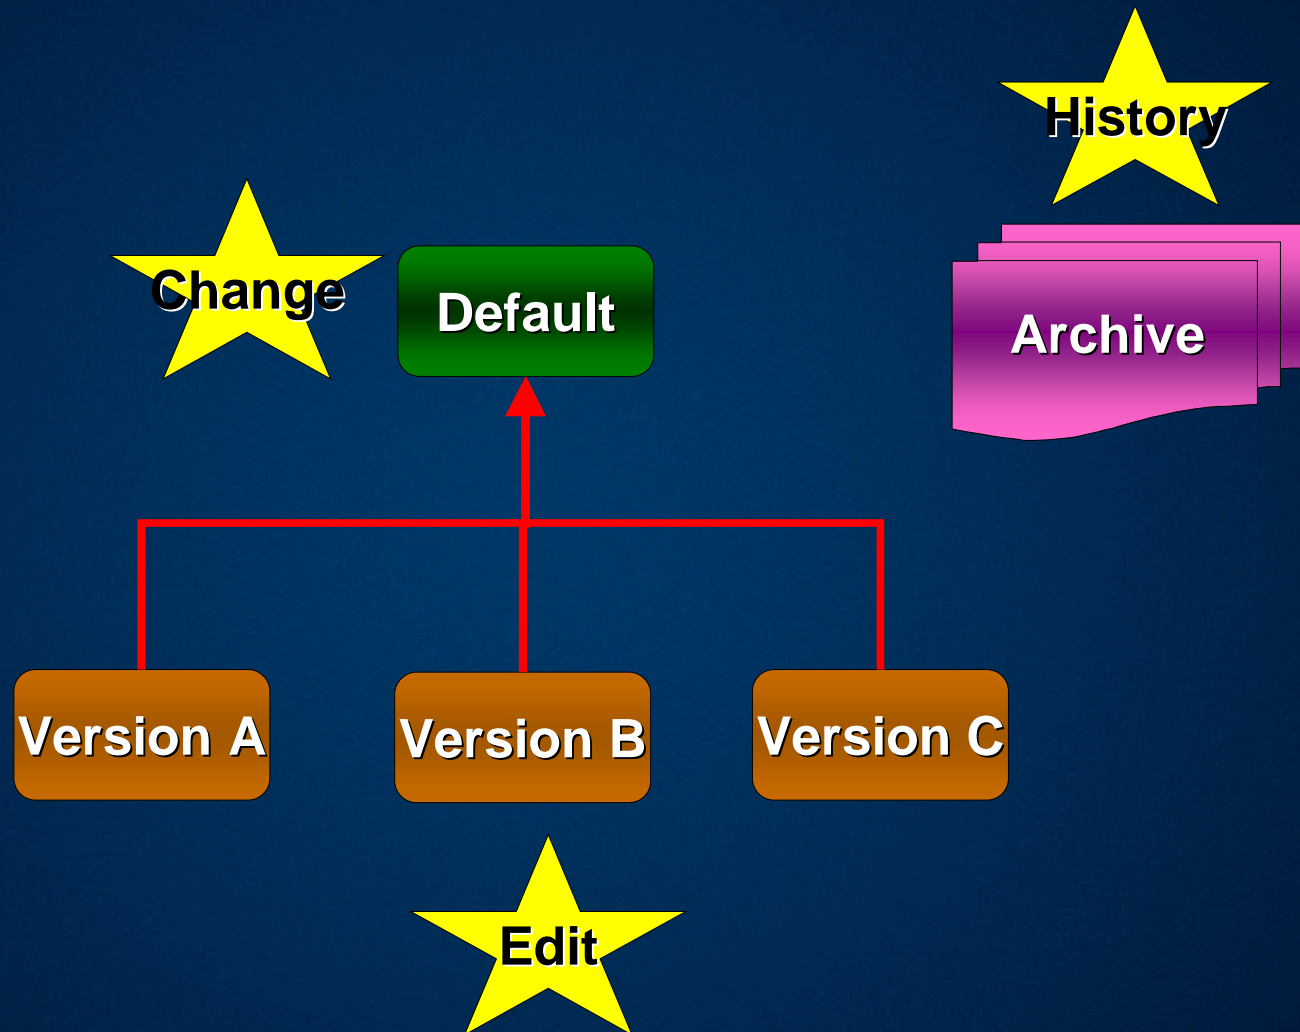 History
Change
Default
Archive
Version A
Version B
Version C
Edit